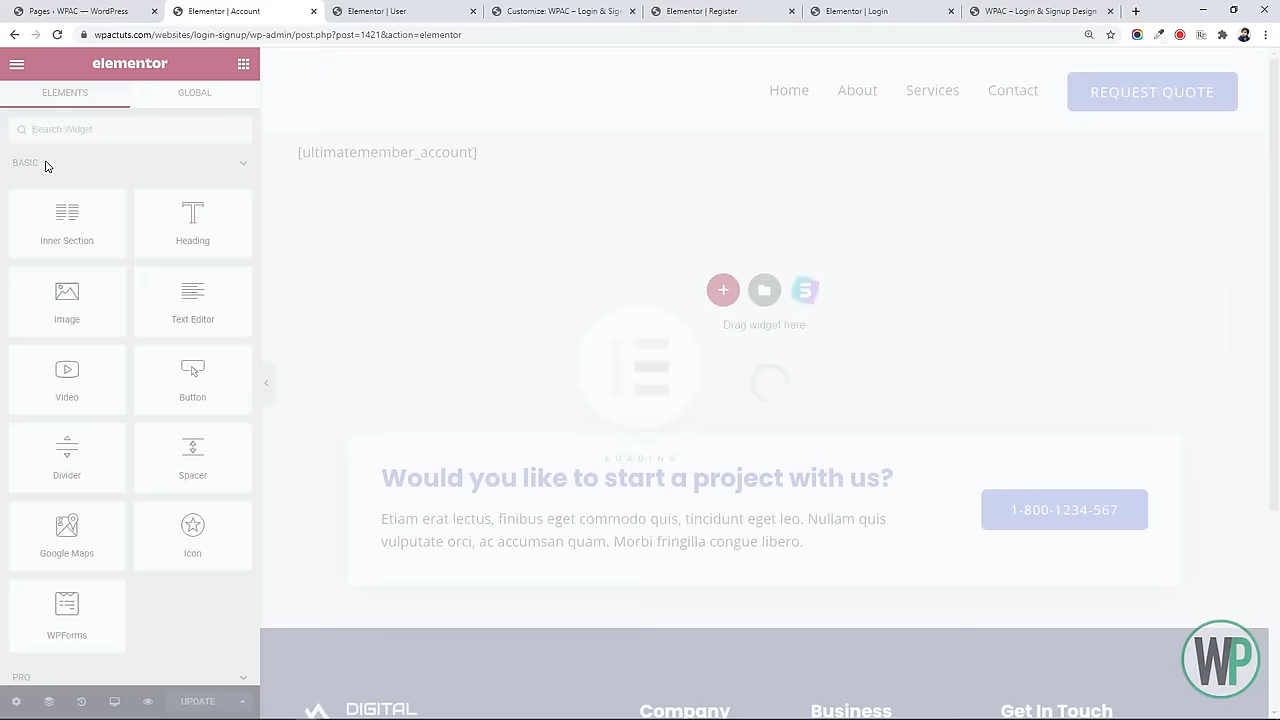 Pages ‹ WPAC — WordPress
Elementor | Account
Elementor | User
Customize: WPAC – Login & Sig
Elementor | Register
Elementor | Login
WPAC – Login & Signup Design
wpactuts.com/websites/login-signup/wp-admin/post.php?post=1421&action=elementor
elementor
ELEMENTS
GLOBAL
Search Widget
BASIC
Inner Section
Heading
Image
Text Editor
Video
Button
Divider
Spacer
Google Maps
Icon
WPForms
PRO
UPDATE
Home
About
Services
Contact
REQUEST QUOTE
[ultimatemember_account]
Drag widget here
LOADING
Would you like to start a project with us?
Etiam erat lectus, finibus eget commodo quis, tincidunt eget leo. Nullam quis
vulputate orci, ac accumsan quam. Morbi fringilla congue libero.
1-800-1234-567
WP
DIGITAL
Company
Business
Get In Touch